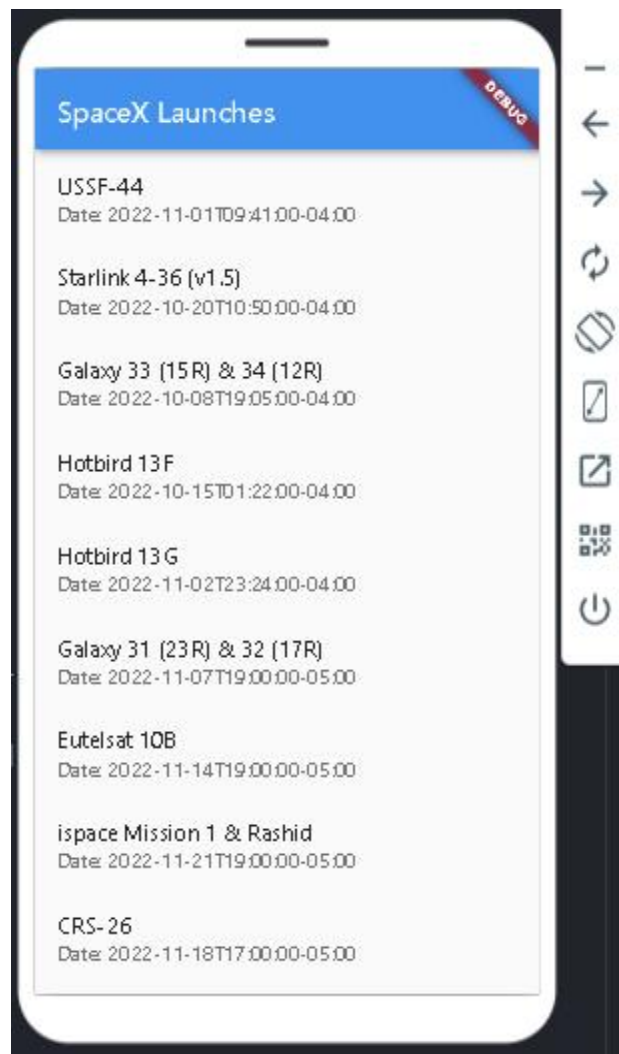 SpaceX Launches
DEBUG
USSF-44
Date: 2022-11-01T09:41:00-04:00
Starlink 4-36 (v1.5)
Date: 2022-10-20T10:50:00-04:00
Galaxy 33 (15R) & 34 (12R)
Date: 2022-10-08T19:05:00-04:00
Hotbird 13F
Date: 2022-10-15T01:22:00-04:00
Hotbird 13G
Date: 2022-11-02T23:24:00-04:00
Galaxy 31 (23R) & 32 (17R)
Date: 2022-11-07T19:00:00-05:00
Eutelsat 10B
Date: 2022-11-14T19:00:00-05:00
ispace Mission 1 & Rashid
Date: 2022-11-21T19:00:00-05:00
CRS-26
Date: 2022-11-18T17:00:00-05:00